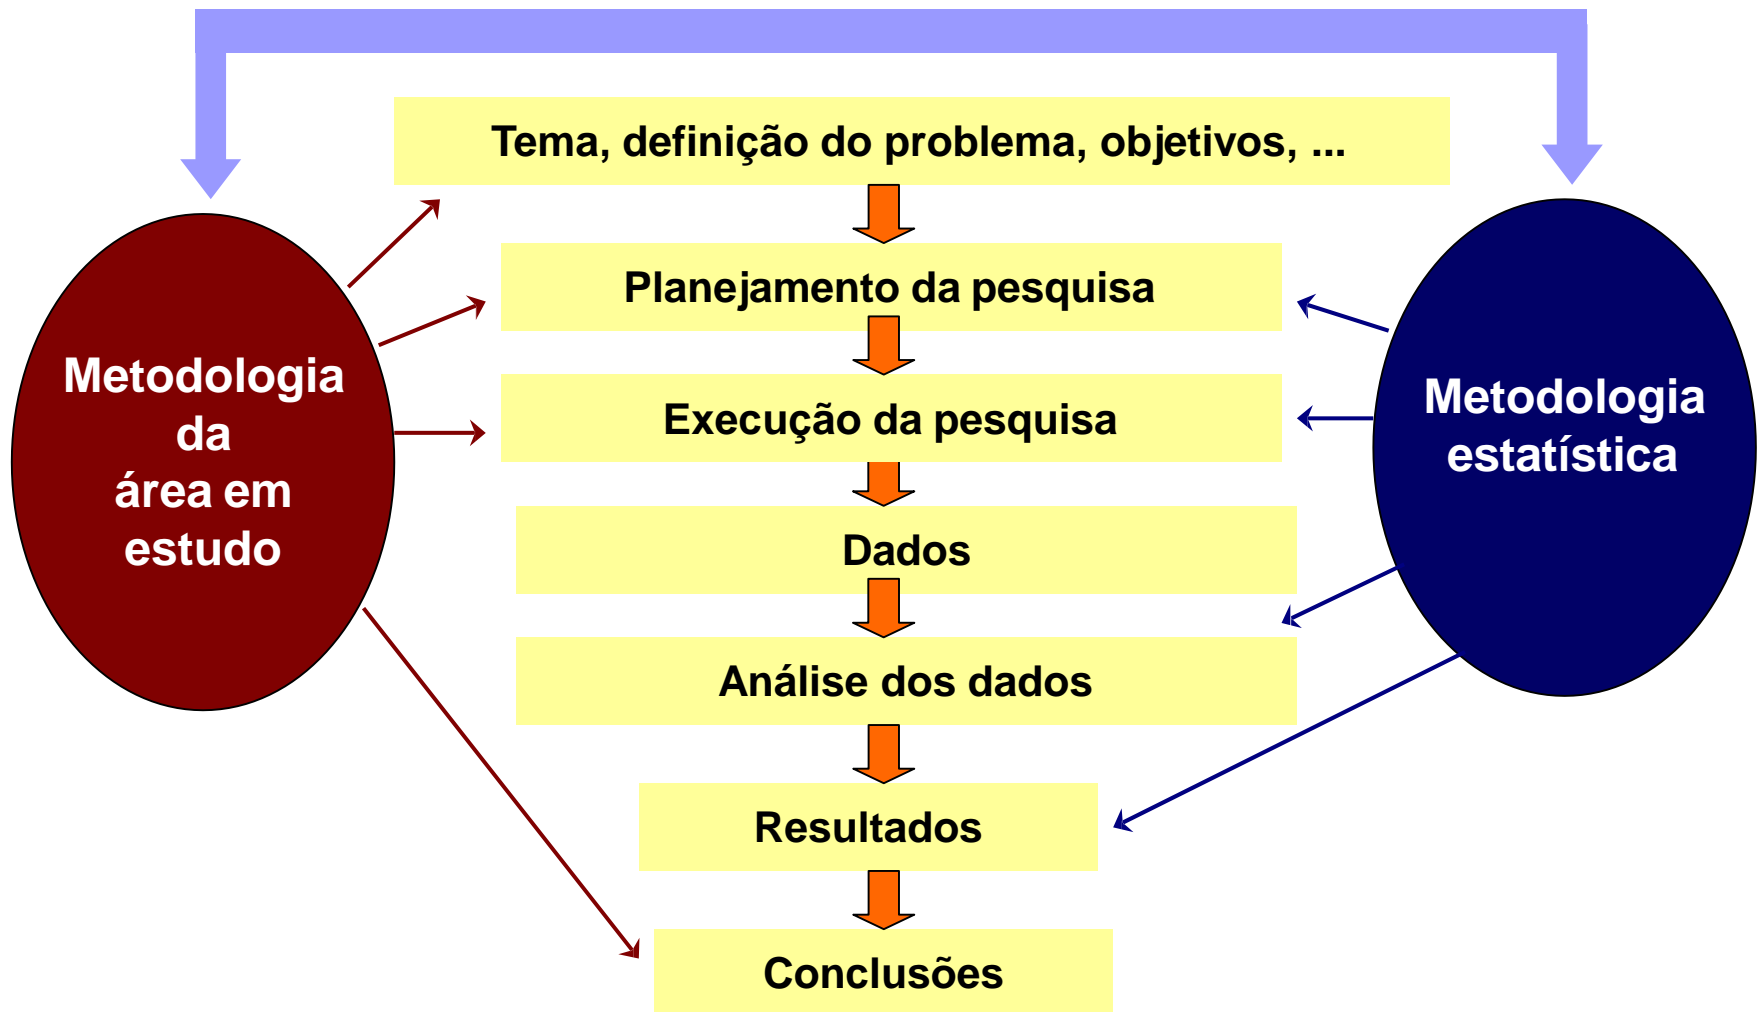 Tema, definição do problema, objetivos, ...
Planejamento da pesquisa
Execução da pesquisa
Dados
Análise dos dados
Resultados
Conclusões
Metodologia
da
área em
estudo
Metodologia
estatística